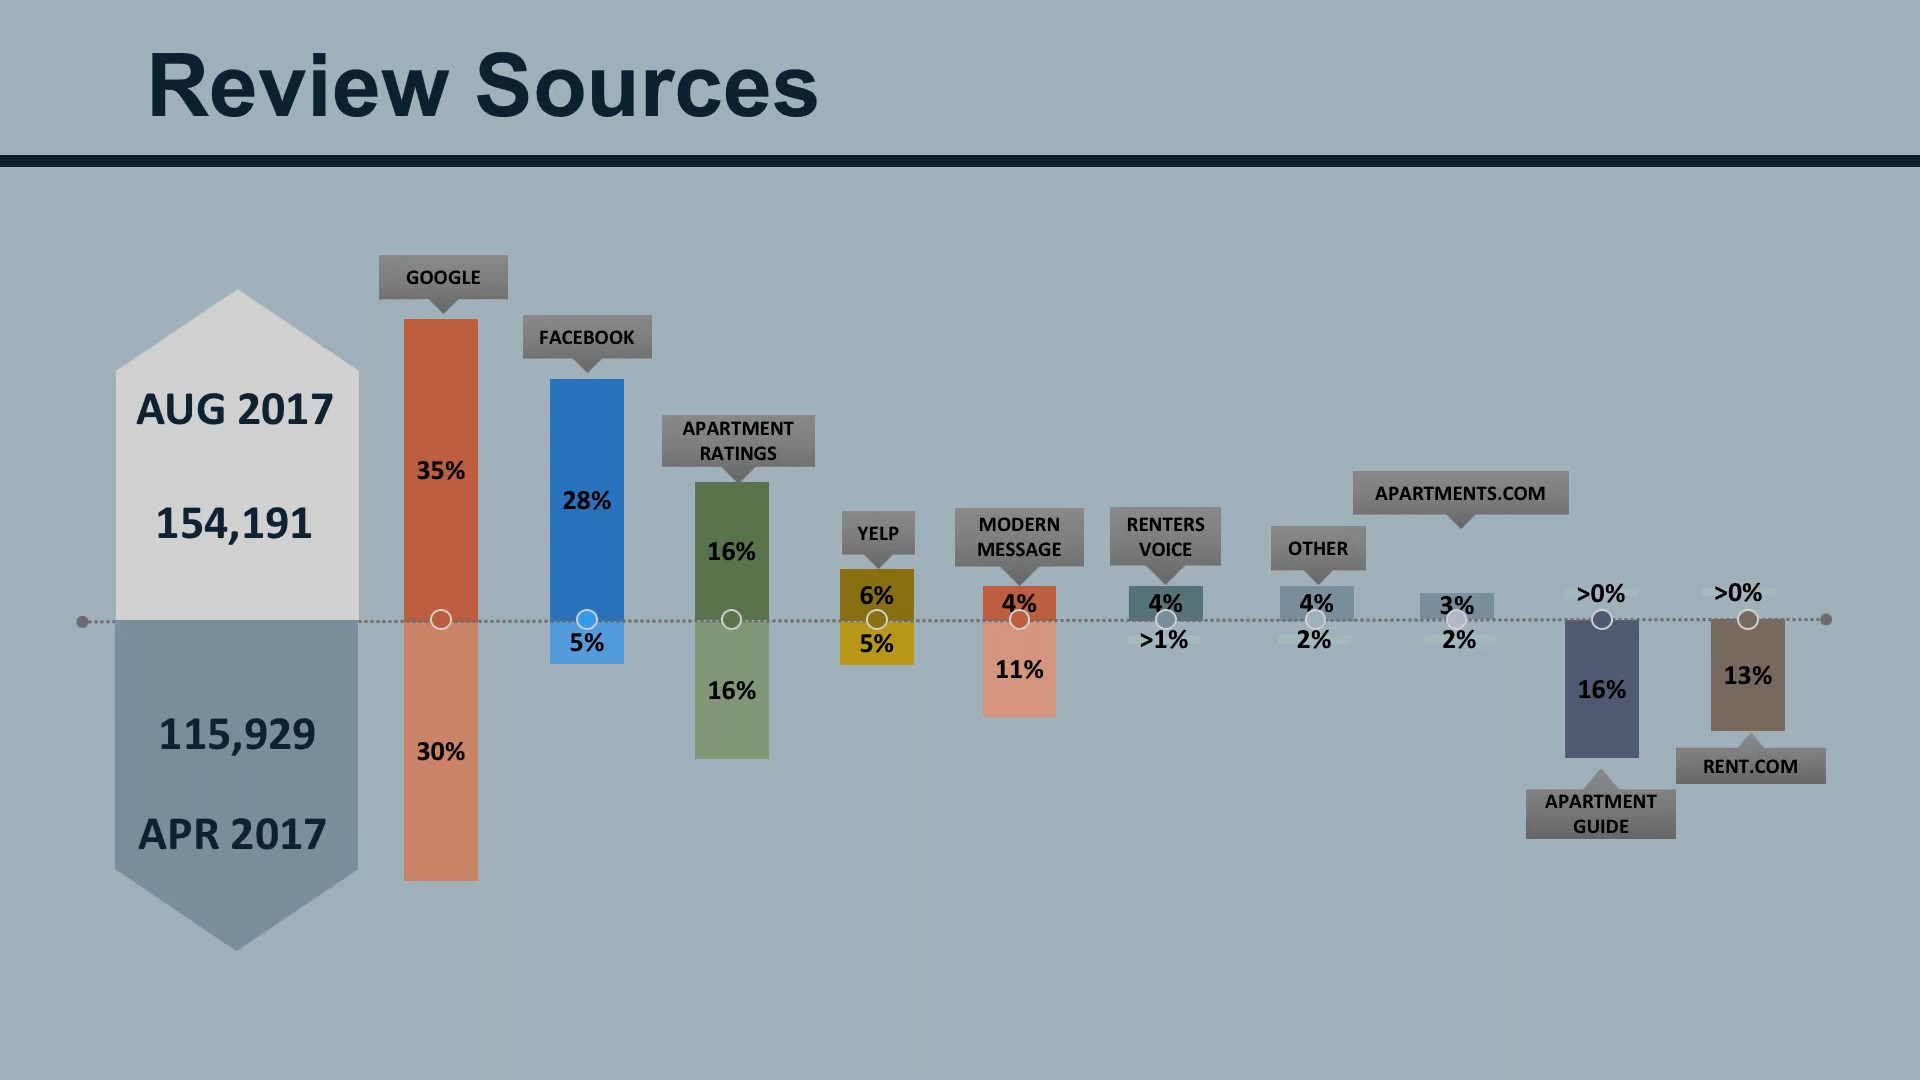 Review Sources
AUG 2017
154,191
115,929
APR 2017
GOOGLE
35%
30%
FACEBOOK
28%
5%
APARTMENT
RATINGS
16%
16%
YELP
6%
5%
MODERN
MESSAGE
4%
11%
RENTERS
VOICE
4%
>1%
OTHER
4%
2%
APARTMENTS.COM
3%
2%
>0%
16%
APARTMENT
GUIDE
>0%
13%
RENT.COM